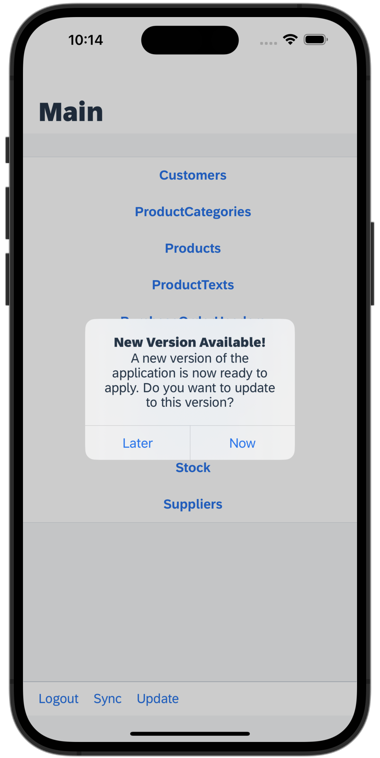 10:14
Main
Customers
ProductCategories
Products
ProductTexts
New Version Available!
A new version of the
application is now ready to
apply. Do you want to update
to this version?
Later Now
Stock
Suppliers
Logout Sync Update